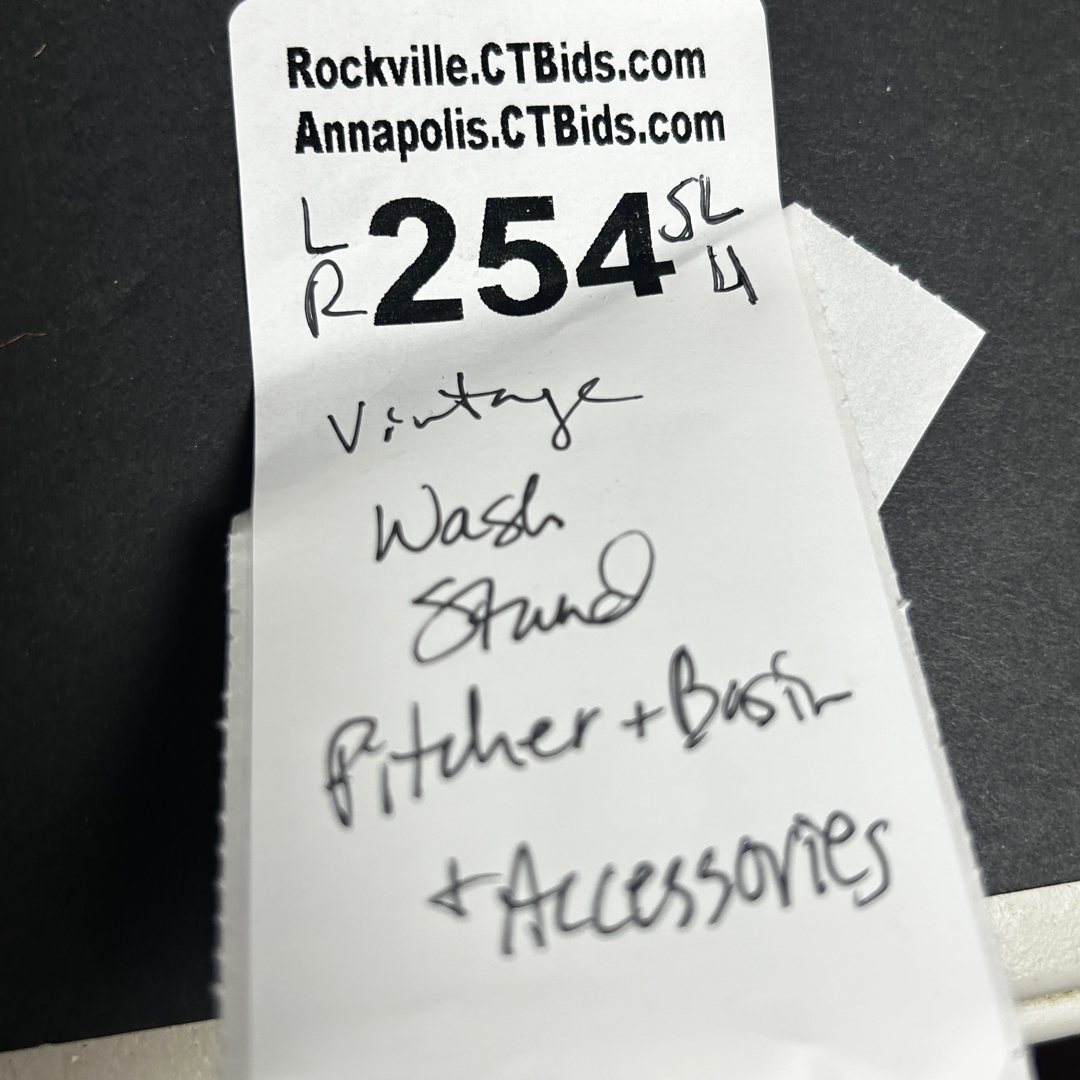 Rockville.CTBids.com
Annapolis.CTBids.com
L 254 SL
R 4
Vintage
Wash
Stand
Pitcher + Basin
+ Accessories